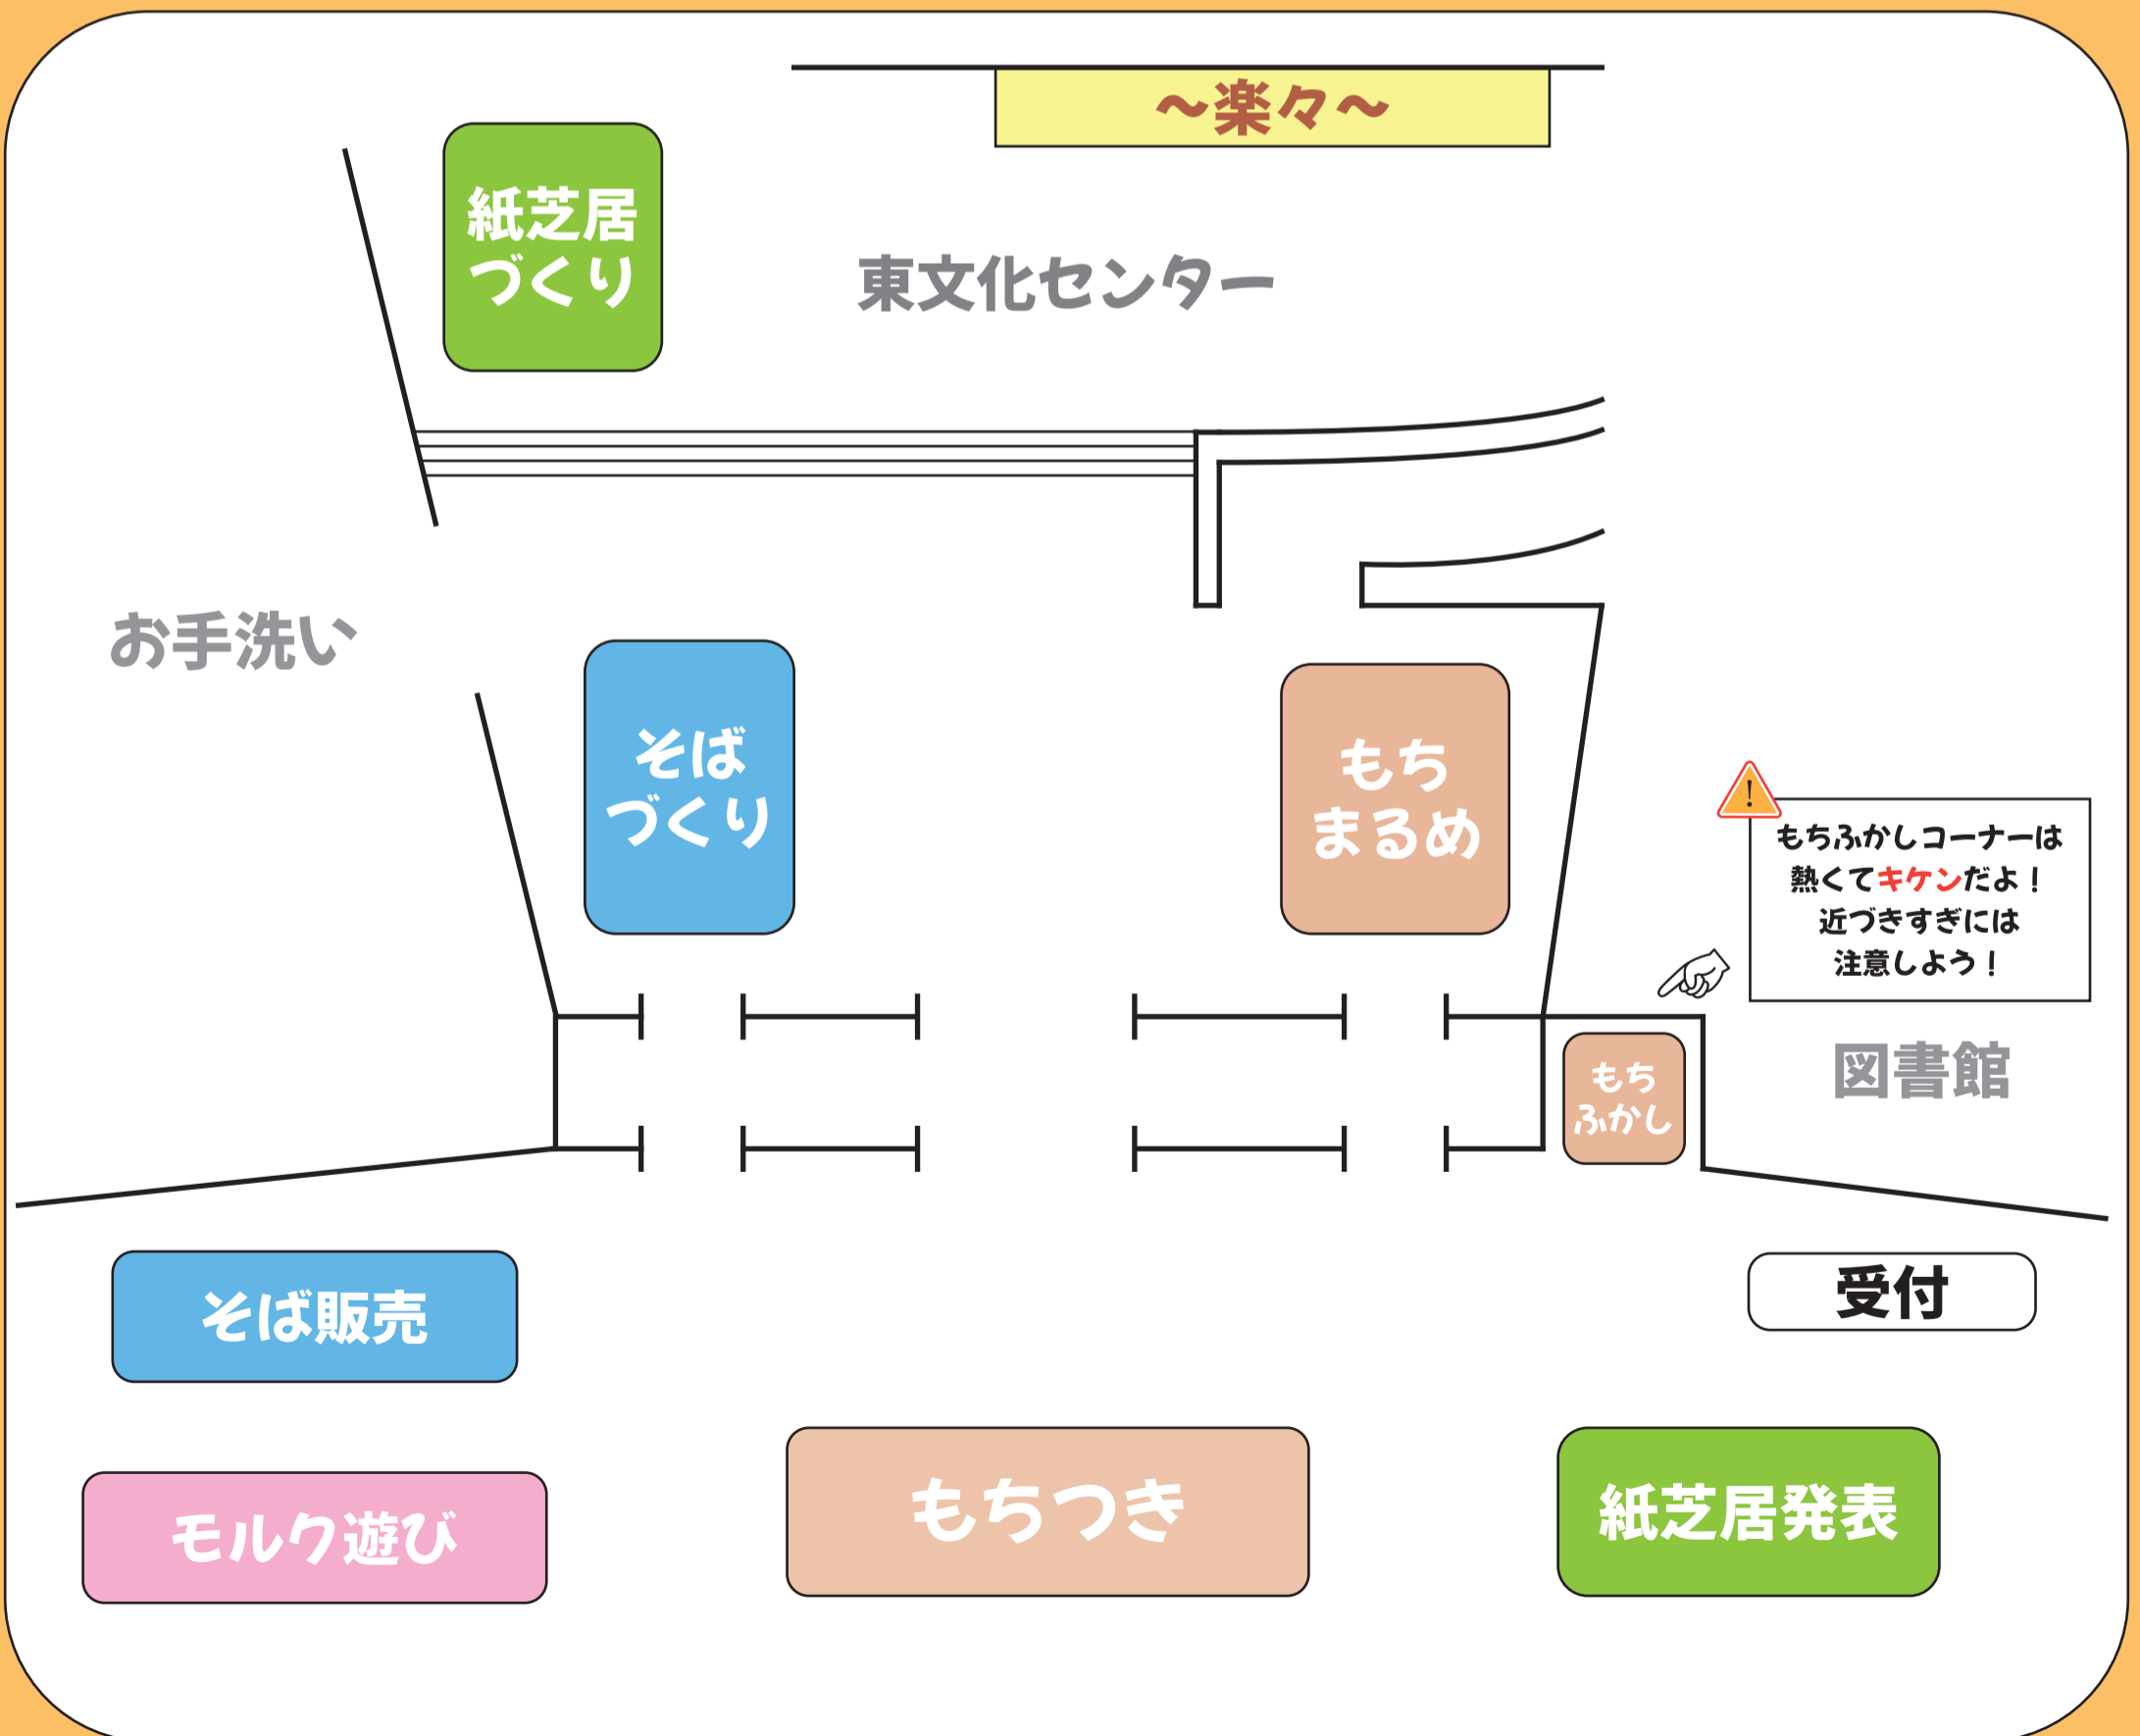 ～楽々～
紙芝居
づくり
東文化センター
お手洗い
そば
づくり
もち
まるめ
!
もちふかしコーナーは
熱くてキケンだよ！
近づきすぎには
注意しよう！
図書館
もち
ふかし
そば販売
受付
モルック遊び
もちつき
紙芝居発表